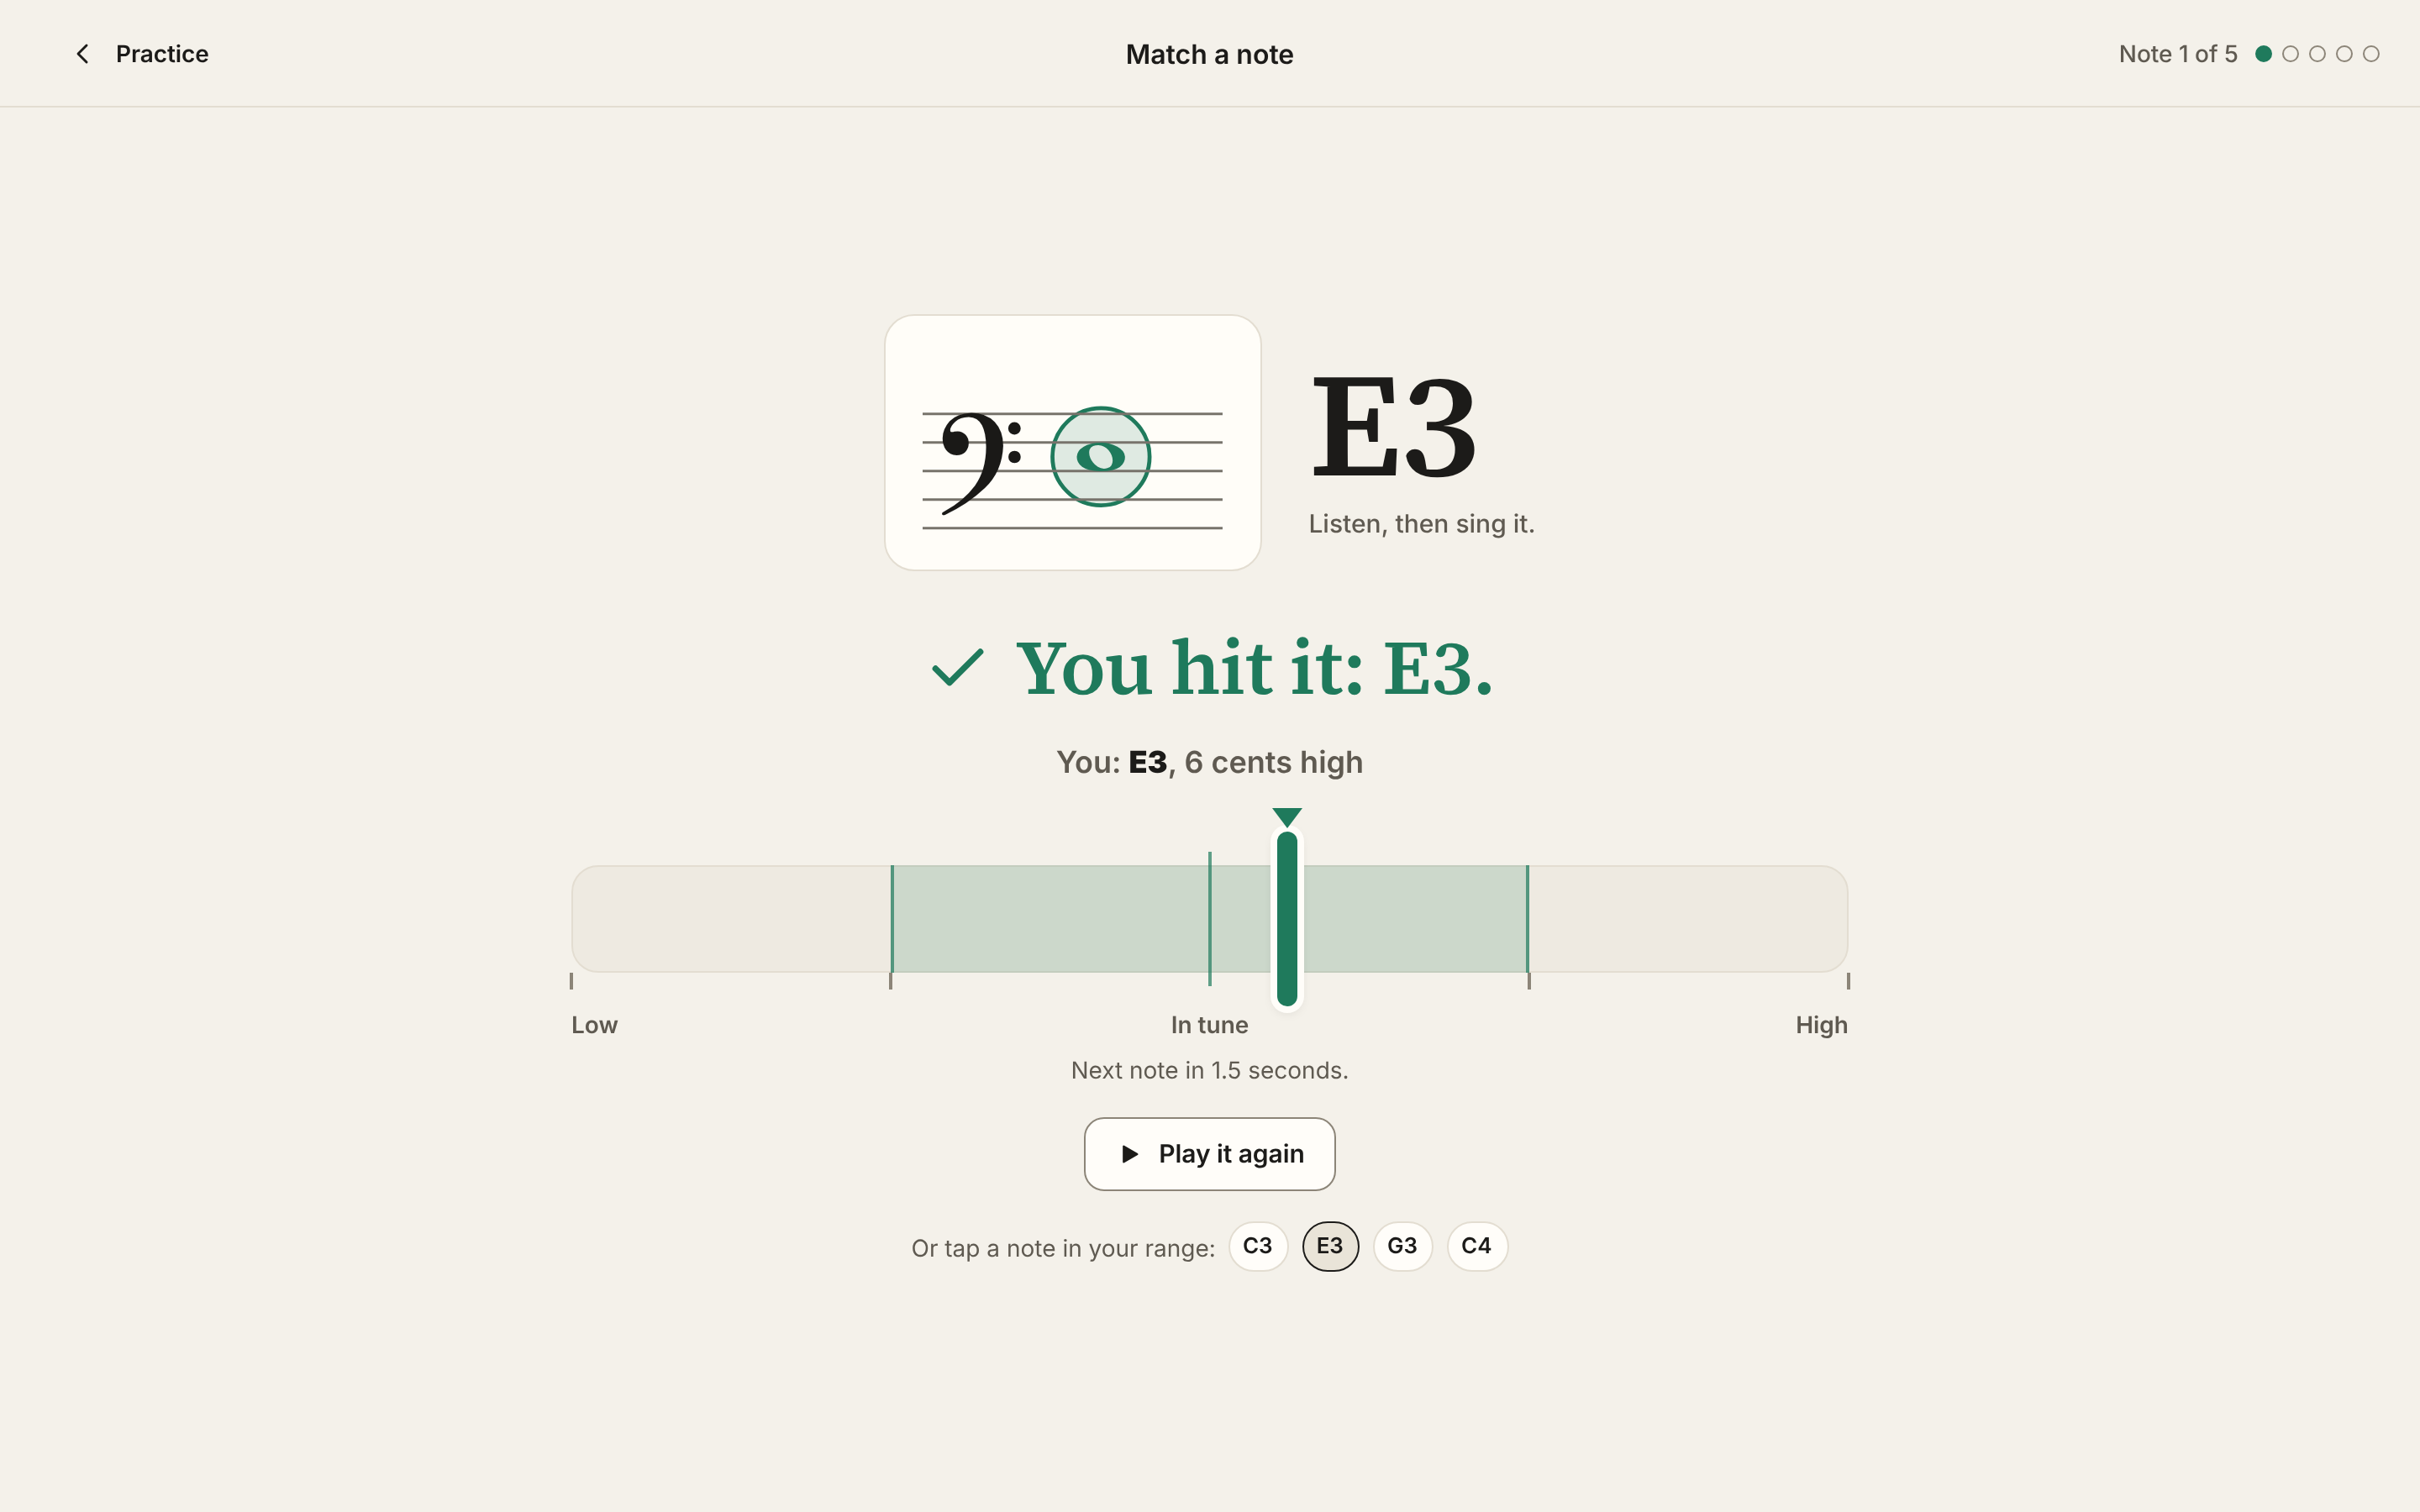 Practice
Match a note
Note 1 of 5
E3
Listen, then sing it.
You hit it: E3.
You: E3, 6 cents high
Low
In tune
High
Next note in 1.5 seconds.
Play it again
Or tap a note in your range: C3 E3 G3 C4